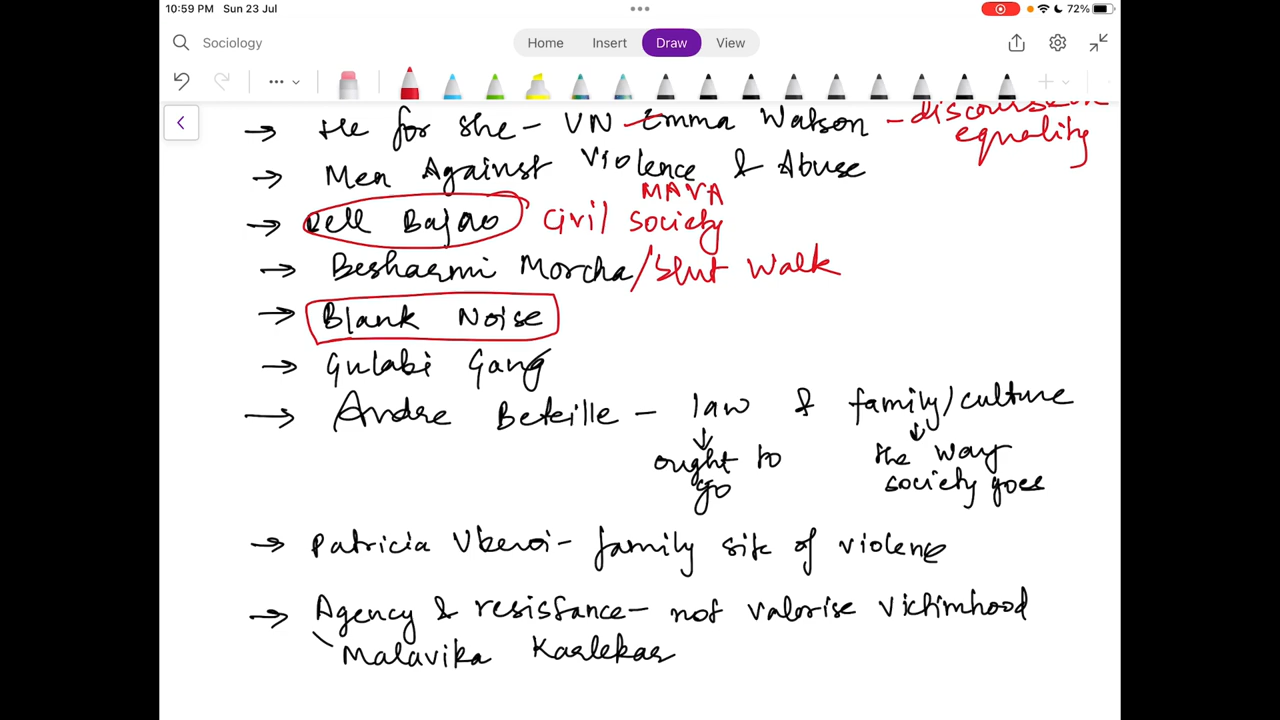 10:59 PM Sun 23 Jul
72%
Sociology
Home Insert Draw View
→ He for She - UN - Emma Watson - discourse
equality
→ Men Against Violence & Abuse
MAVA
→ Bell Bajao Civil Society
→ Besharmi Morcha/Slut Walk
→ Blank Noise
→ Gulabi Gang
→ Andre Beteille - law & family/culture
↓ ↓
ought to go
the way society goes
→ Patricia Uberoi - family site of violence
→ Agency & resistance - not valorise victimhood
Malavika Karlekar